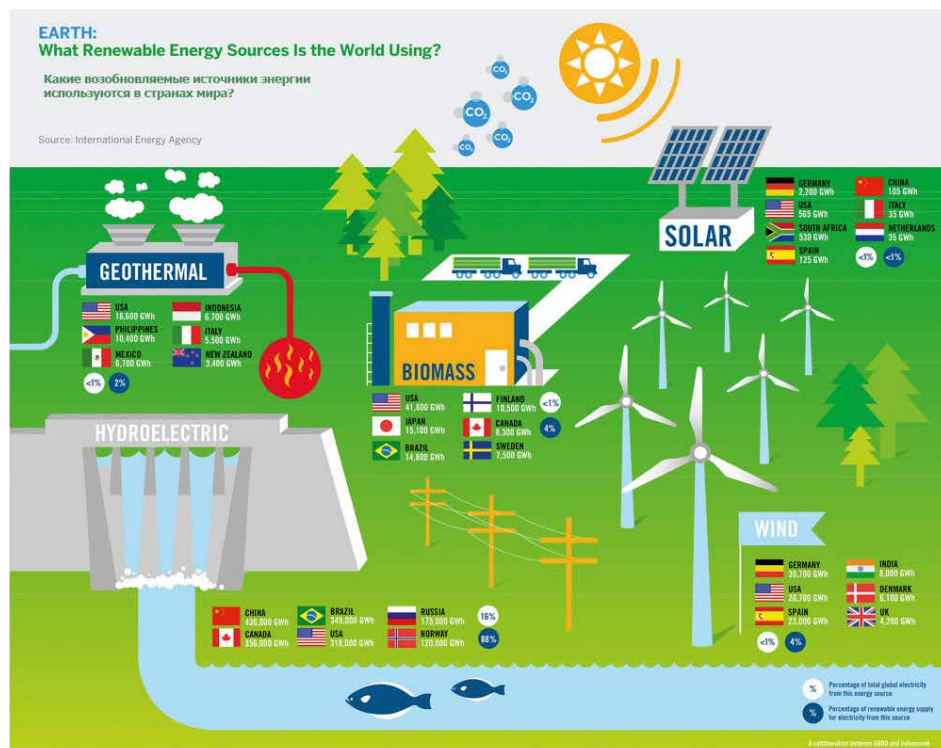 EARTH:
What Renewable Energy Sources Is the World Using?
Какие возобновляемые источники энергии
используются в странах мира?
Source: International Energy Agency
CO2
CO2
CO2
CO2
CO2
SOLAR
GERMANY
2,200 GWh
USA
565 GWh
SOUTH AFRICA
530 GWh
SPAIN
125 GWh
CHINA
105 GWh
ITALY
35 GWh
NETHERLANDS
35 GWh
<1%
<1%
GEOTHERMAL
USA
16,600 GWh
PHILIPPINES
10,400 GWh
MEXICO
6,700 GWh
INDONESIA
6,700 GWh
ITALY
5,500 GWh
NEW ZEALAND
3,400 GWh
<1%
2%
BIOMASS
USA
41,800 GWh
JAPAN
15,100 GWh
BRAZIL
14,800 GWh
FINLAND
10,500 GWh
CANADA
8,300 GWh
SWEDEN
7,500 GWh
<1%
4%
HYDROELECTRIC
CHINA
436,000 GWh
CANADA
356,000 GWh
BRAZIL
349,000 GWh
USA
318,000 GWh
RUSSIA
175,000 GWh
NORWAY
120,000 GWh
16%
88%
WIND
GERMANY
30,700 GWh
USA
26,700 GWh
SPAIN
23,000 GWh
INDIA
8,000 GWh
DENMARK
6,100 GWh
UK
4,200 GWh
<1%
4%
%
Percentage of total global electricity
from this energy source
%
Percentage of renewable energy supply
for electricity from this source
A collaboration between GOOD and